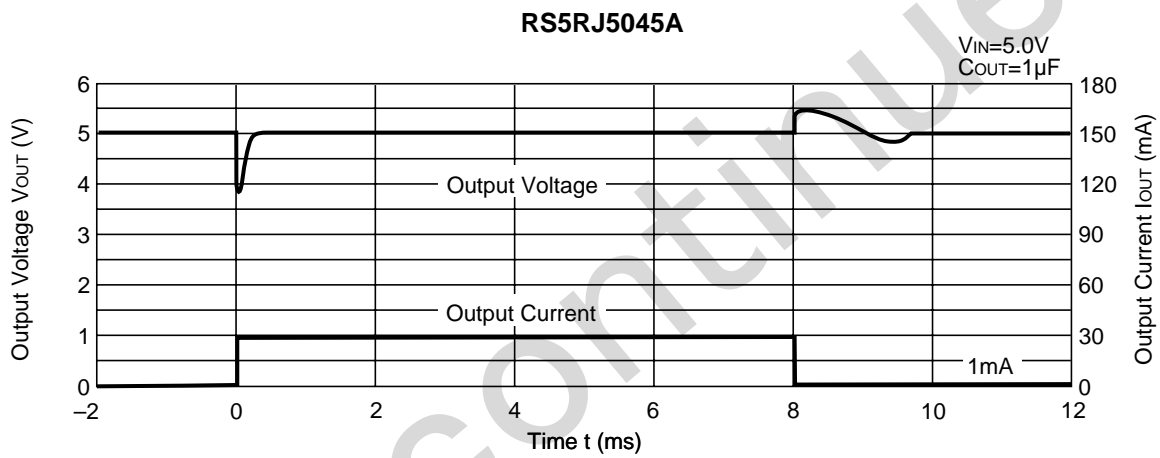 RS5RJ5045A
VIN=5.0V
COUT=1µF
Output Voltage VOUT (V)
6
5
4
3
2
1
0
Output Voltage
Output Current
1mA
180
150
120
90
60
30
0
Output Current IOUT (mA)
–2
0
2
4
6
8
10
12
Time t (ms)
continue